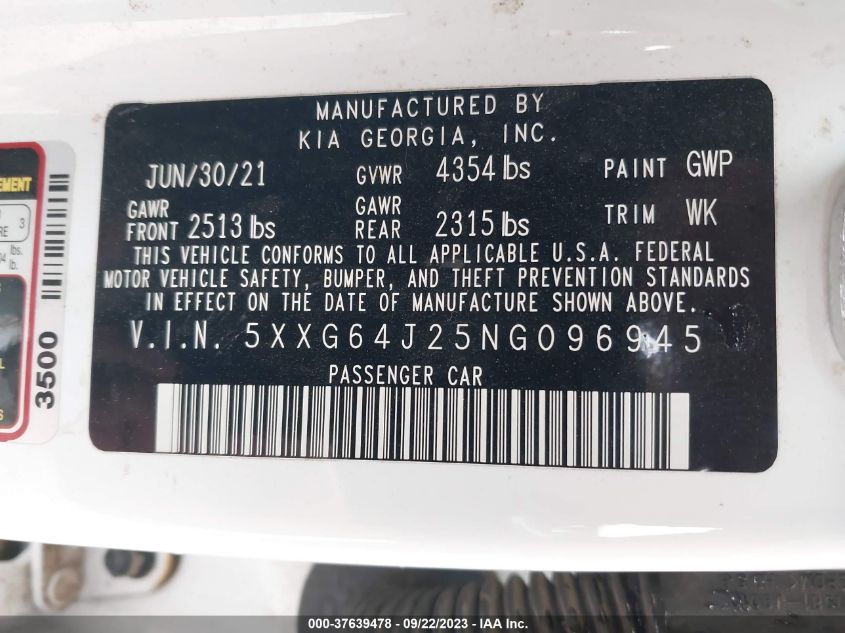 MANUFACTURED BY
KIA GEORGIA, INC.
JUN/30/21 GVWR 4354 lbs PAINT GWP
GAWR FRONT 2513 lbs GAWR REAR 2315 lbs TRIM WK
THIS VEHICLE CONFORMS TO ALL APPLICABLE U.S.A. FEDERAL
MOTOR VEHICLE SAFETY, BUMPER, AND THEFT PREVENTION STANDARDS
IN EFFECT ON THE DATE OF MANUFACTURE SHOWN ABOVE.
V.I.N. 5XXG64J25NG096945
PASSENGER CAR
3
lbs.
lb.
3500
000-37639478 - 09/22/2023 - IAA Inc.